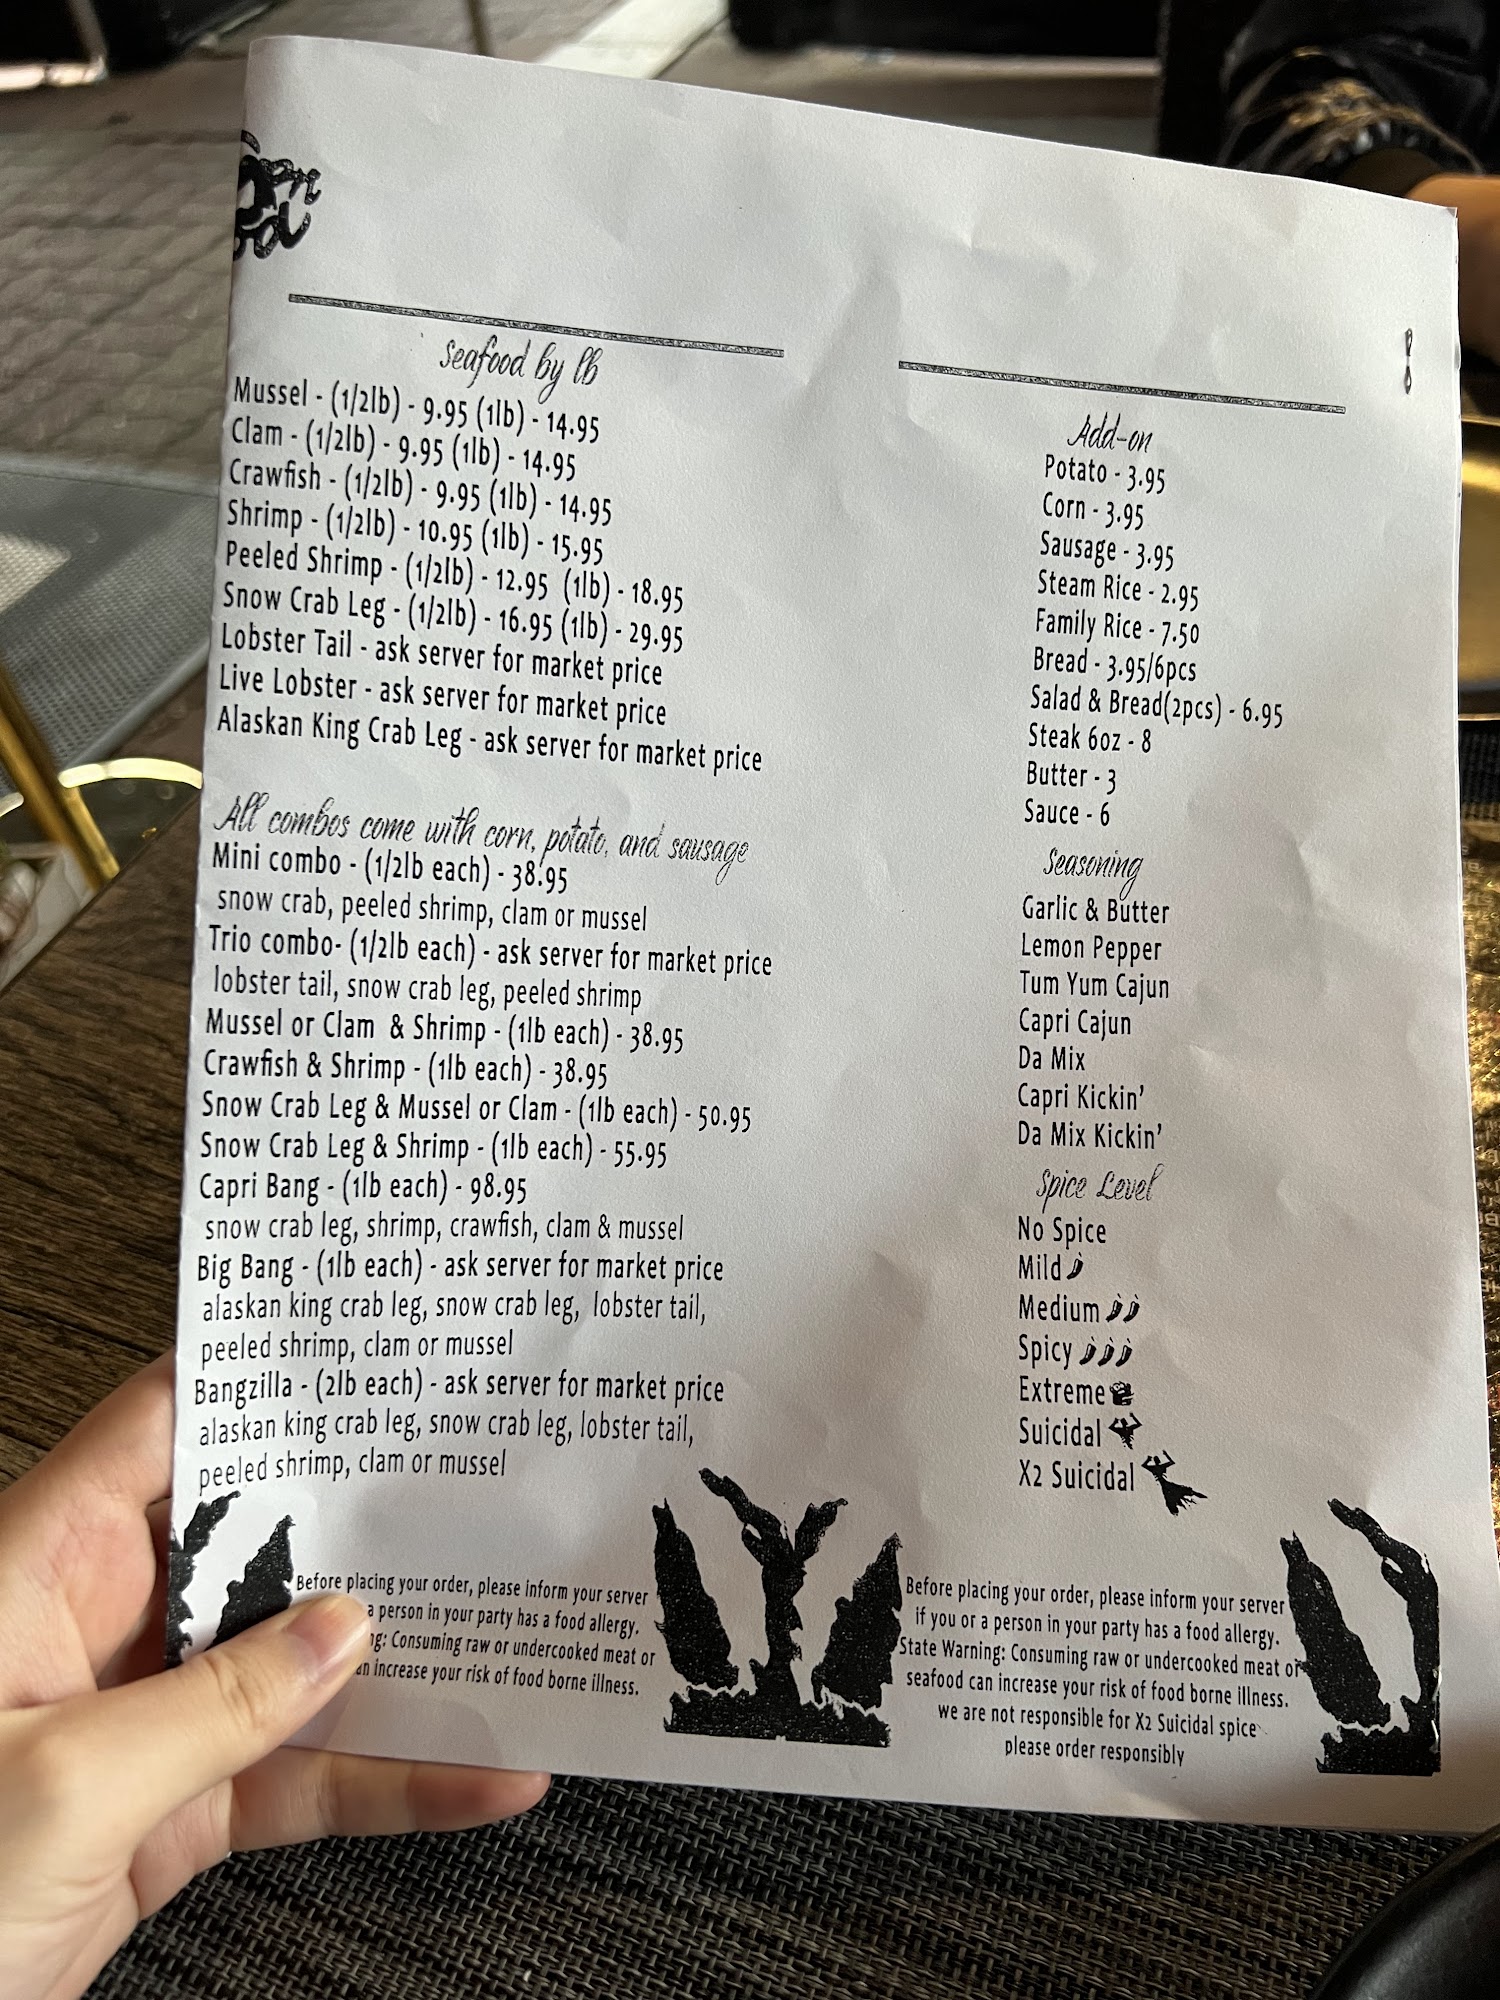 Seafood by lb
Mussel - (1/2lb) - 9.95 (1lb) - 14.95
Clam - (1/2lb) - 9.95 (1lb) - 14.95
Crawfish - (1/2lb) - 9.95 (1lb) - 14.95
Shrimp - (1/2lb) - 10.95 (1lb) - 15.95
Peeled Shrimp - (1/2lb) - 12.95 (1lb) - 18.95
Snow Crab Leg - (1/2lb) - 16.95 (1lb) - 29.95
Lobster Tail - ask server for market price
Live Lobster - ask server for market price
Alaskan King Crab Leg - ask server for market price
All combos come with corn, potato, and sausage
Mini combo - (1/2lb each) - 38.95
snow crab, peeled shrimp, clam or mussel
Trio combo- (1/2lb each) - ask server for market price
lobster tail, snow crab leg, peeled shrimp
Mussel or Clam & Shrimp - (1lb each) - 38.95
Crawfish & Shrimp - (1lb each) - 38.95
Snow Crab Leg & Mussel or Clam - (1lb each) - 50.95
Snow Crab Leg & Shrimp - (1lb each) - 55.95
Capri Bang - (1lb each) - 98.95
snow crab leg, shrimp, crawfish, clam & mussel
Big Bang - (1lb each) - ask server for market price
alaskan king crab leg, snow crab leg, lobster tail,
peeled shrimp, clam or mussel
Bangzilla - (2lb each) - ask server for market price
alaskan king crab leg, snow crab leg, lobster tail,
peeled shrimp, clam or mussel
Before placing your order, please inform your server
a person in your party has a food allergy.
Consuming raw or undercooked meat or
increase your risk of food borne illness.
Add-on
Potato - 3.95
Corn - 3.95
Sausage - 3.95
Steam Rice - 2.95
Family Rice - 7.50
Bread - 3.95/6pcs
Salad & Bread(2pcs) - 6.95
Steak 6oz - 8
Butter - 3
Sauce - 6
Seasoning
Garlic & Butter
Lemon Pepper
Tum Yum Cajun
Capri Cajun
Da Mix
Capri Kickin'
Da Mix Kickin'
Spice Level
No Spice
Mild
Medium
Spicy
Extreme
Suicidal
X2 Suicidal
Before placing your order, please inform your server
if you or a person in your party has a food allergy.
State Warning: Consuming raw or undercooked meat or
seafood can increase your risk of food borne illness.
we are not responsible for X2 Suicidal spice
please order responsibly